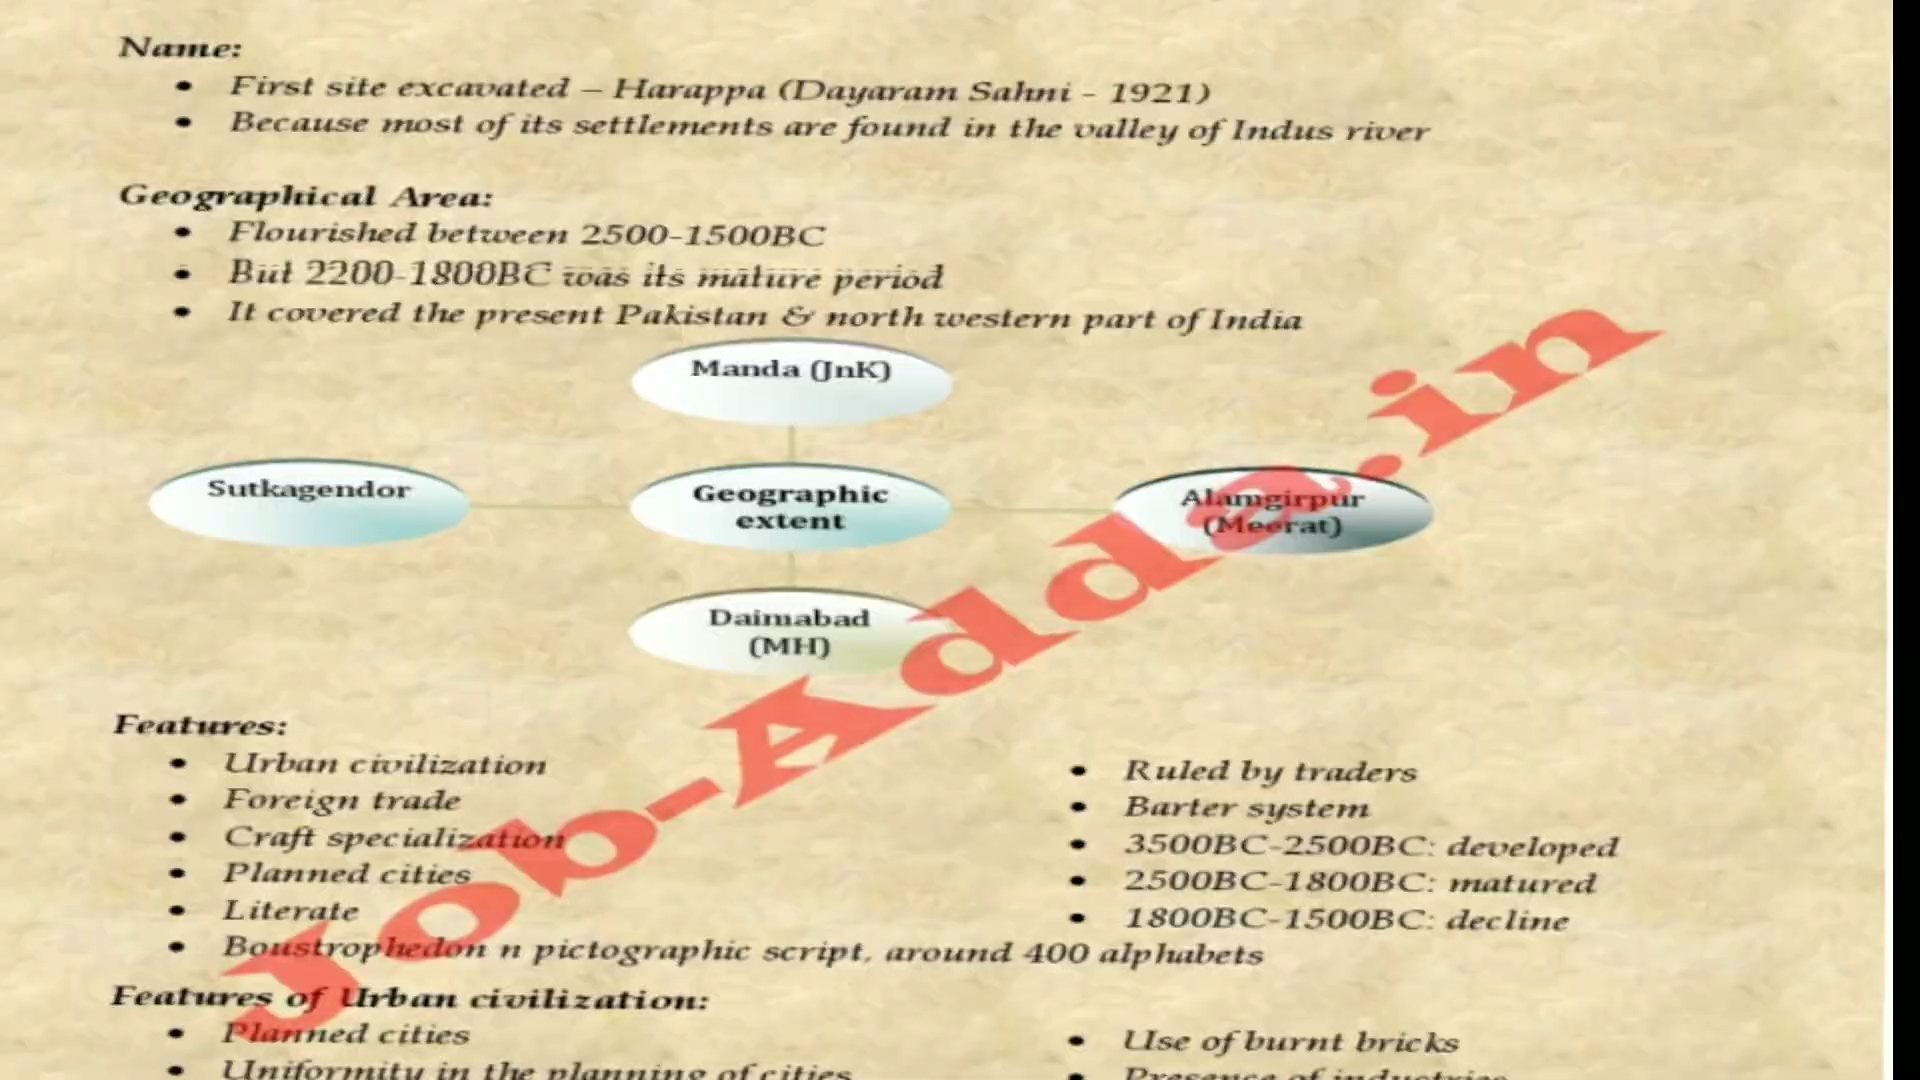 Name:
• First site excavated – Harappa (Dayaram Sahni - 1921)
• Because most of its settlements are found in the valley of Indus river
Geographical Area:
• Flourished between 2500-1500BC
• But 2200-1800BC was its mature period
• It covered the present Pakistan & north western part of India
Manda (JnK)
Sutkagendor
Geographic
extent
Alamgirpur
(Meerat)
Daimabad
(MH)
Job-Adda.in
Features:
• Urban civilization
• Foreign trade
• Craft specialization
• Planned cities
• Literate
• Boustrophedon n pictographic script, around 400 alphabets
• Ruled by traders
• Barter system
• 3500BC-2500BC: developed
• 2500BC-1800BC: matured
• 1800BC-1500BC: decline
Features of Urban civilization:
• Planned cities
• Uniformity in the planning of cities
• Use of burnt bricks
• Presence of industries